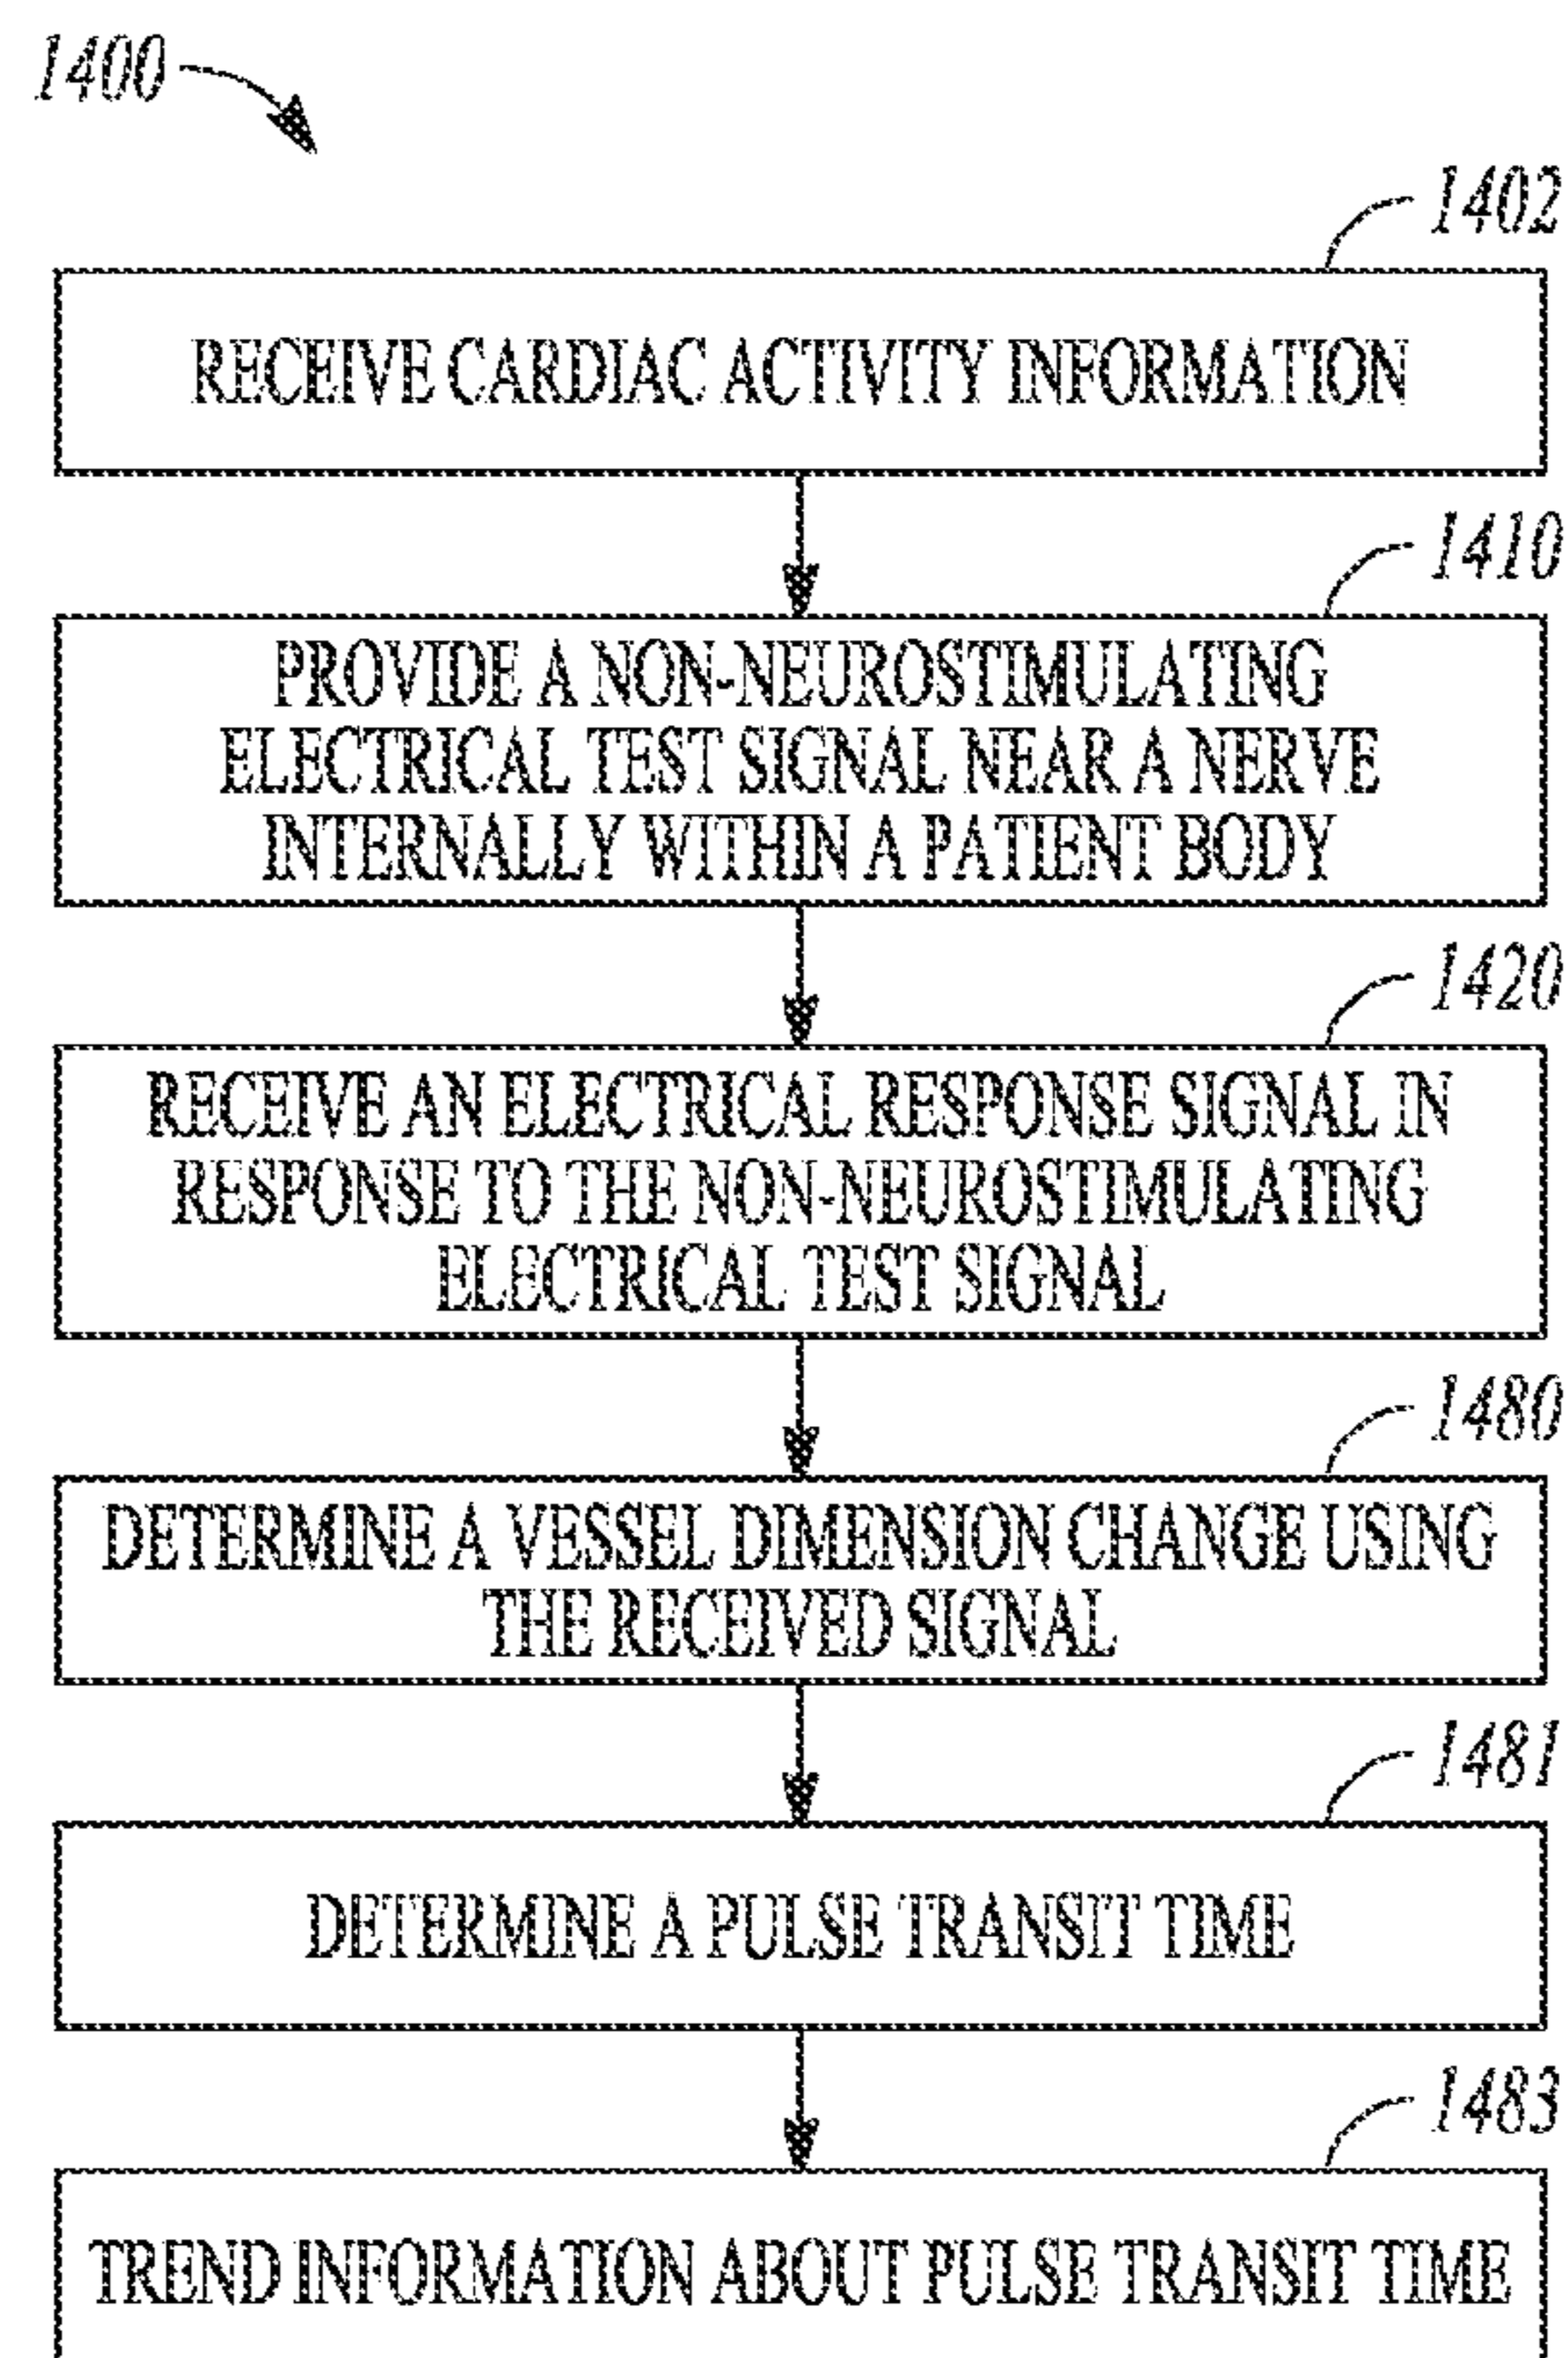 1400
1402
RECEIVE CARDIAC ACTIVITY INFORMATION
1410
PROVIDE A NON-NEUROSTIMULATING
ELECTRICAL TEST SIGNAL NEAR A NERVE
INTERNALLY WITHIN A PATIENT BODY
1420
RECEIVE AN ELECTRICAL RESPONSE SIGNAL IN
RESPONSE TO THE NON-NEUROSTIMULATING
ELECTRICAL TEST SIGNAL
1480
DETERMINE A VESSEL DIMENSION CHANGE USING
THE RECEIVED SIGNAL
1481
DETERMINE A PULSE TRANSIT TIME
1483
TREND INFORMATION ABOUT PULSE TRANSIT TIME